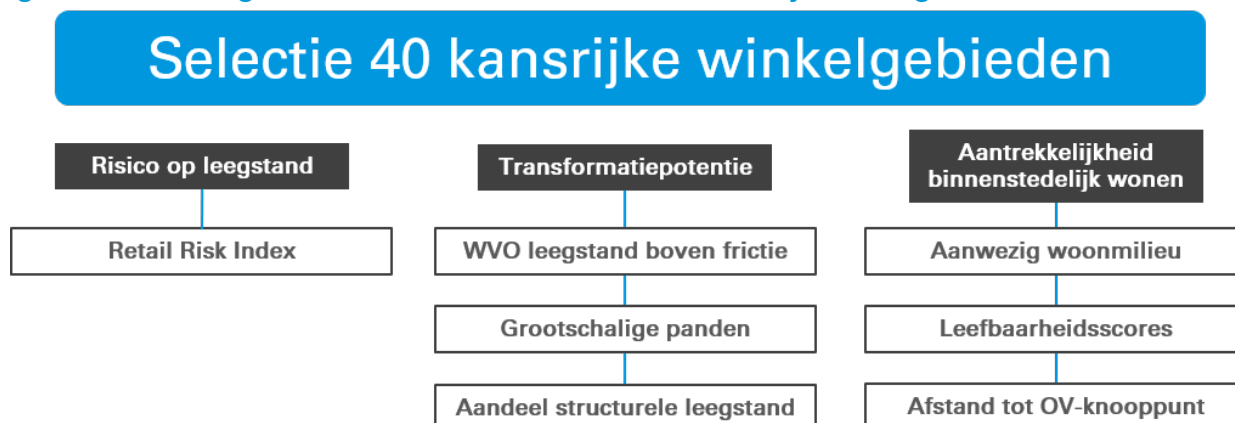 Selectie 40 kansrijke winkelgebieden
Risico op leegstand
Retail Risk Index
Transformatiepotentie
WVO leegstand boven frictie
Grootschalige panden
Aandeel structurele leegstand
Aantrekkelijkheid
binnenstedelijk wonen
Aanwezig woonmilieu
Leefbaarheidsscores
Afstand tot OV-knooppunt